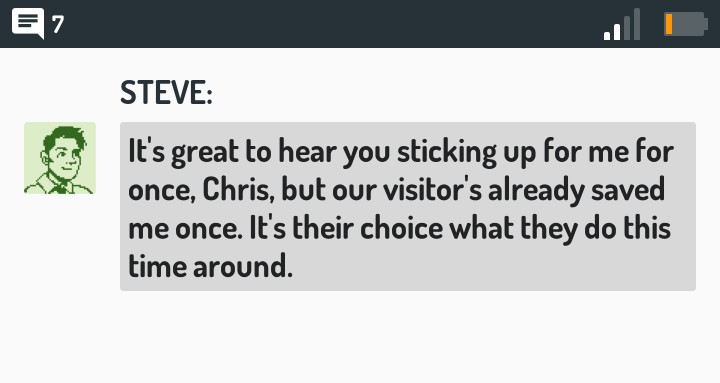 7
STEVE:
It's great to hear you sticking up for me for
once, Chris, but our visitor's already saved
me once. It's their choice what they do this
time around.